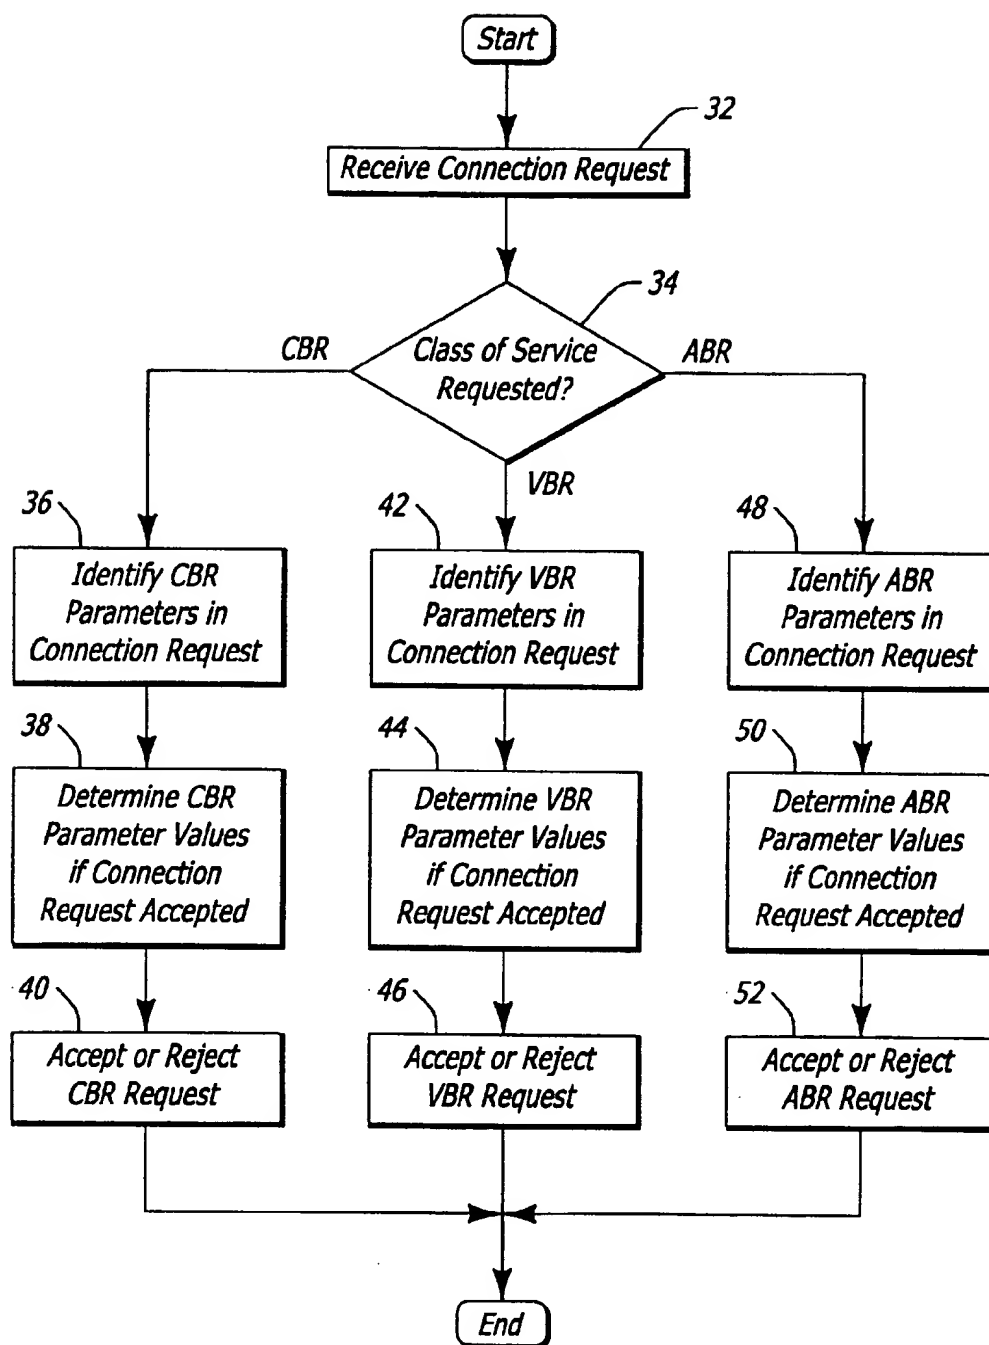 Start
32
Receive Connection Request
34
Class of Service
Requested?
CBR
ABR
VBR
36
Identify CBR
Parameters in
Connection Request
42
Identify VBR
Parameters in
Connection Request
48
Identify ABR
Parameters in
Connection Request
38
Determine CBR
Parameter Values
if Connection
Request Accepted
44
Determine VBR
Parameter Values
if Connection
Request Accepted
50
Determine ABR
Parameter Values
if Connection
Request Accepted
40
Accept or Reject
CBR Request
46
Accept or Reject
VBR Request
52
Accept or Reject
ABR Request
End